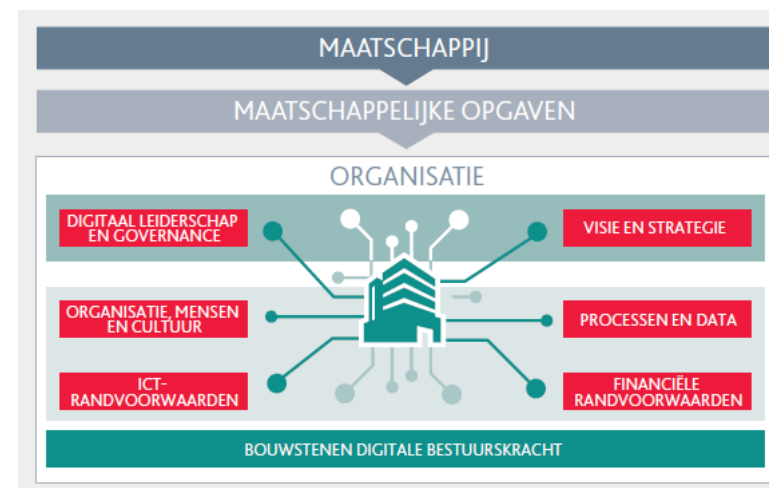 MAATSCHAPPIJ
MAATSCHAPPELIJKE OPGAVEN
ORGANISATIE
DIGITAAL LEIDERSCHAP
EN GOVERNANCE
VISIE EN STRATEGIE
ORGANISATIE, MENSEN
EN CULTUUR
PROCESSEN EN DATA
ICT-
RANDVOORWAARDEN
FINANCIËLE
RANDVOORWAARDEN
BOUWSTENEN DIGITALE BESTUURSKRACHT